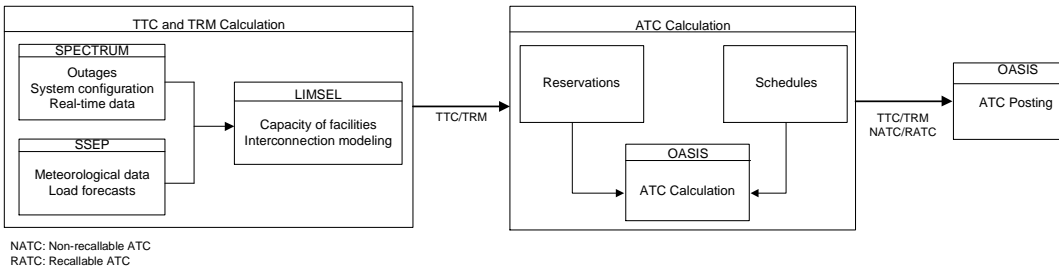 TTC and TRM Calculation
SPECTRUM
Outages
System configuration
Real-time data
SSEP
Meteorological data
Load forecasts
LIMSEL
Capacity of facilities
Interconnection modeling
TTC/TRM
ATC Calculation
Reservations
Schedules
OASIS
ATC Calculation
TTC/TRM
NATC/RATC
OASIS
ATC Posting
NATC: Non-recallable ATC
RATC: Recallable ATC